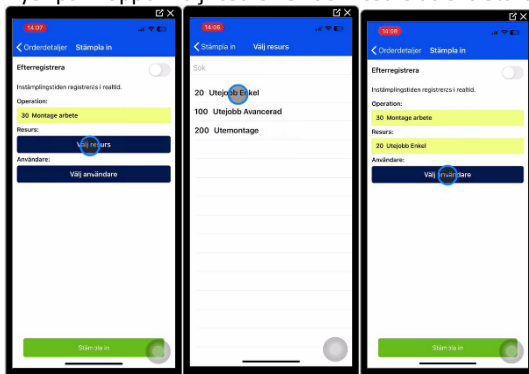 14:07
Orderdetaljer Stämpla in
Efterregistrera
Instämplingstiden registreras i realtid.
Operation:
30 Montage arbete
Resurs:
Välj resurs
Användare:
Välj användare
Stämpla in
14:08
Stämpla in Välj resurs
Sök
20 Utejobb Enkel
100 Utejobb Avancerad
200 Utemontage
14:08
Orderdetaljer Stämpla in
Efterregistrera
Instämplingstiden registreras i realtid.
Operation:
30 Montage arbete
Resurs:
20 Utejobb Enkel
Användare:
Välj användare
Stämpla in